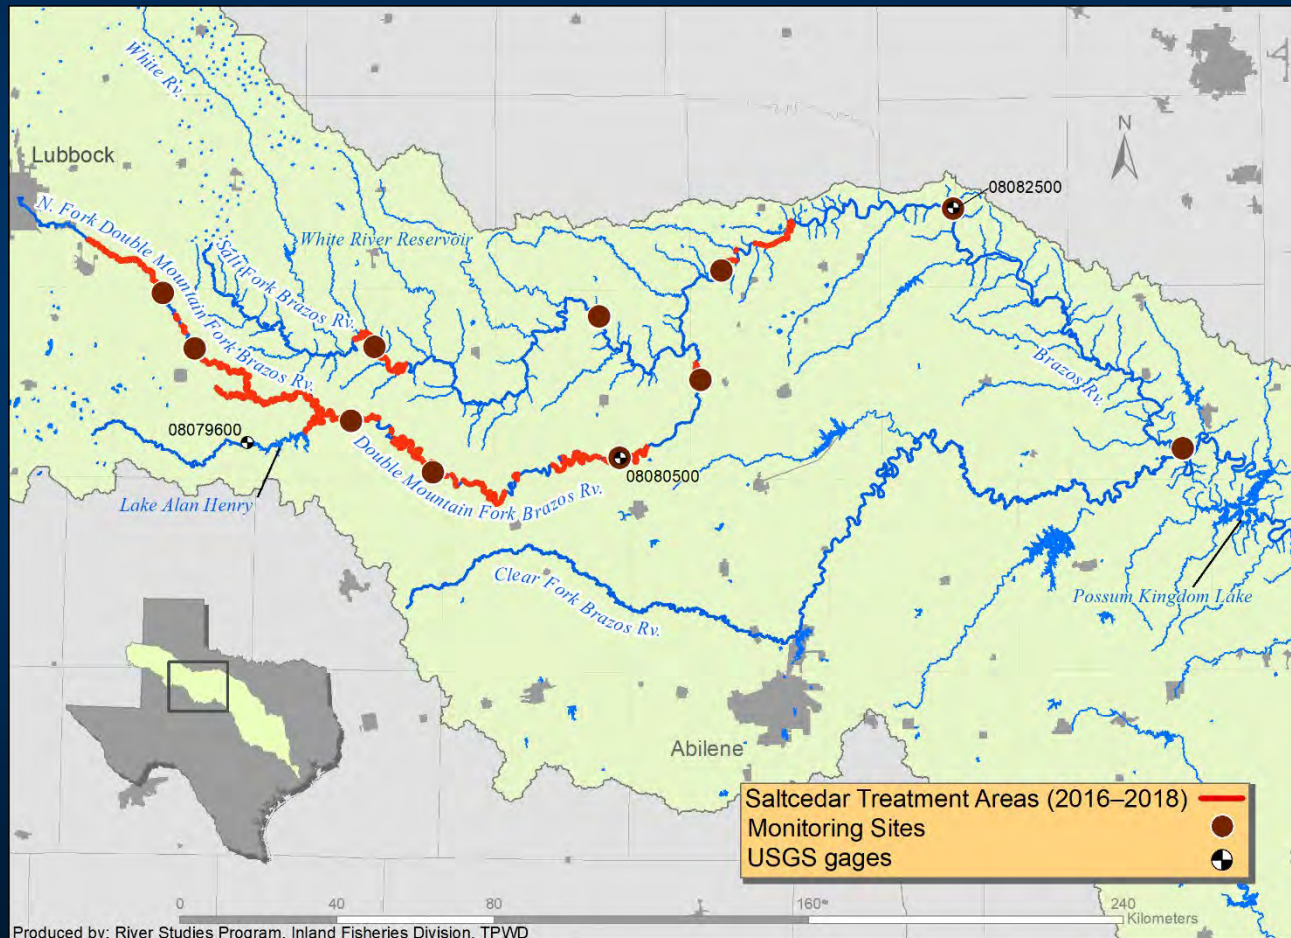 White Rv.
Lubbock
N
08082500
N. Fork Double Mountain Fork Brazos Rv.
Salt Fork Brazos Rv.
White River Reservoir
Brazos Rv.
08079600
08080500
Lake Alan Henry
Double Mountain Fork Brazos Rv.
Clear Fork Brazos Rv.
Possum Kingdom Lake
Abilene
Saltcedar Treatment Areas (2016–2018)
Monitoring Sites
USGS gages
0 40 80 160 240
Kilometers
Produced by: River Studies Program, Inland Fisheries Division, TPWD